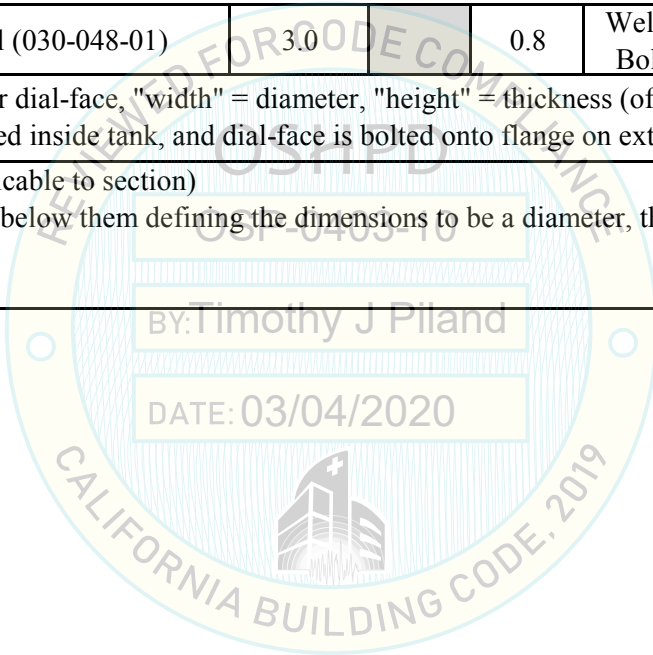 l (030-048-01) 3.0 0.8 Wel
Bol
r dial-face, "width" = diameter, "height" = thickness (of
ed inside tank, and dial-face is bolted onto flange on ext
icable to section)
below them defining the dimensions to be a diameter, th
REVIEWED FOR CODE COMPLIANCE
OSHPD
OSP-0403-10
BY:Timothy J Piland
DATE: 03/04/2020
CALIFORNIA BUILDING CODE, 2019